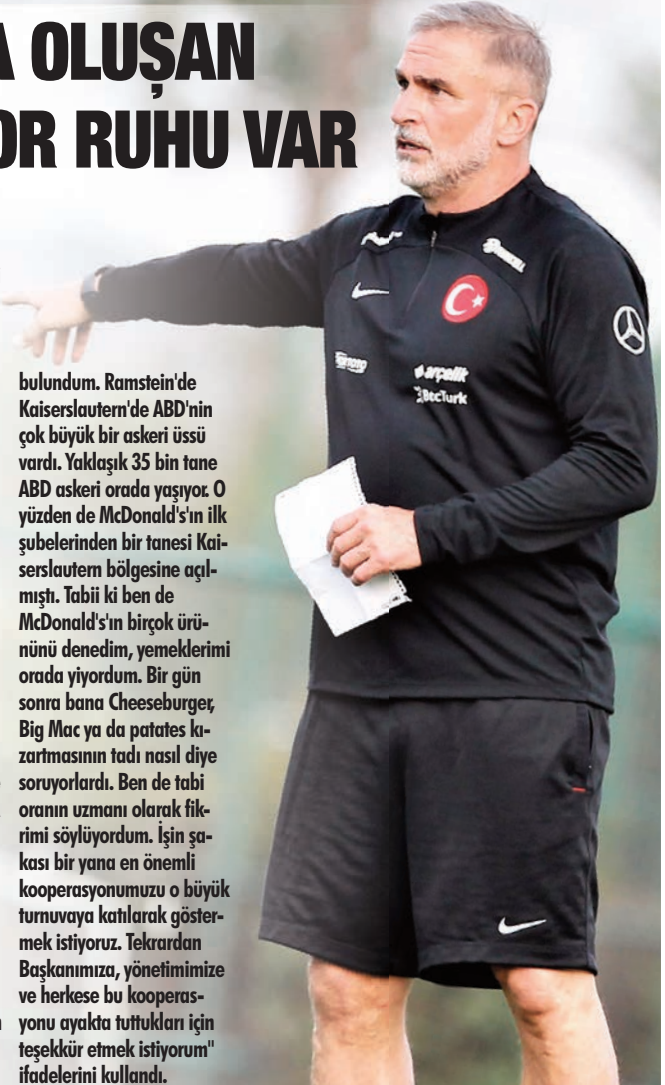 A OLUŞAN
OR RUHU VAR
bulundum. Ramstein'de
Kaiserslautern'de ABD'nin
çok büyük bir askeri üssü
vardı. Yaklaşık 35 bin tane
ABD askeri orada yaşıyor. O
yüzden de McDonald's'ın ilk
şubelerinden bir tanesi Kai-
serslautern bölgesine açıl-
mıştı. Tabii ki ben de
McDonald's'ın birçok ürü-
nünü denedim, yemeklerimi
orada yiyordum. Bir gün
sonra bana Cheeseburger,
Big Mac ya da patates kı-
zartmasının tadı nasıl diye
soruyorlardı. Ben de tabi
oranın uzmanı olarak fik-
rimi söylüyordum. İşin şa-
kası bir yana en önemli
kooperasyonumuzu o büyük
turnuvaya katılarak göster-
mek istiyoruz. Tekrardan
Başkanımıza, yönetimimize
ve herkese bu kooperas-
yonu ayakta tuttukları için
teşekkür etmek istiyorum"
ifadelerini kullandı.
arçelik
BtcTurk